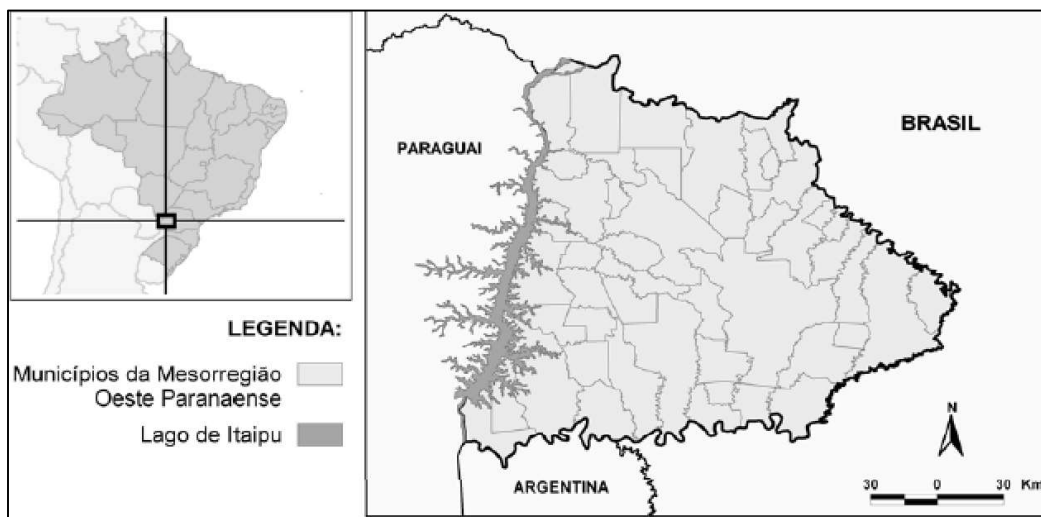 LEGENDA:
Municípios da Mesorregião
Oeste Paranaense
Lago de Itaipu
PARAGUAI
BRASIL
ARGENTINA
N
30 0 30 Km